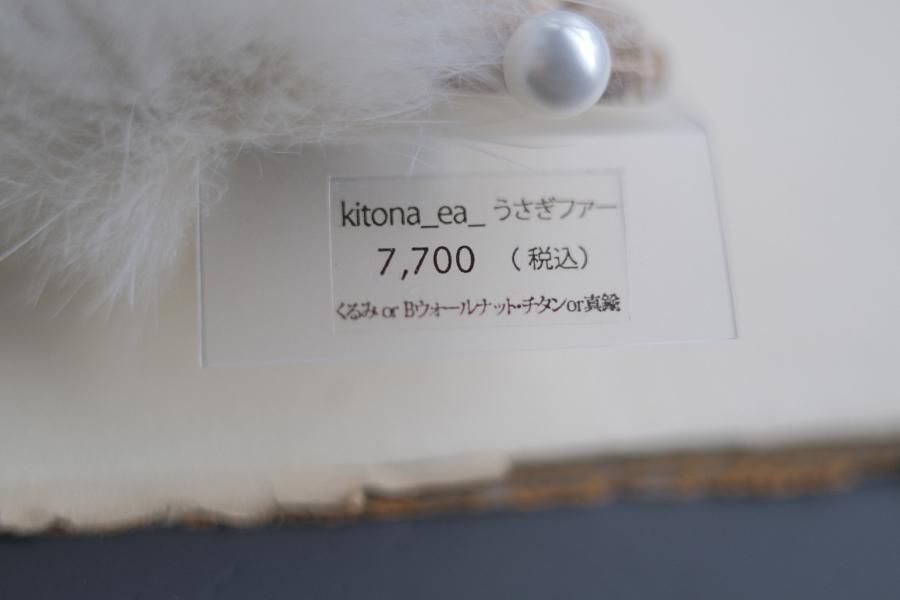 kitona_ea_ うさぎファー
7,700 （税込）
くるみ or Bウォールナット・チタンor真鍮